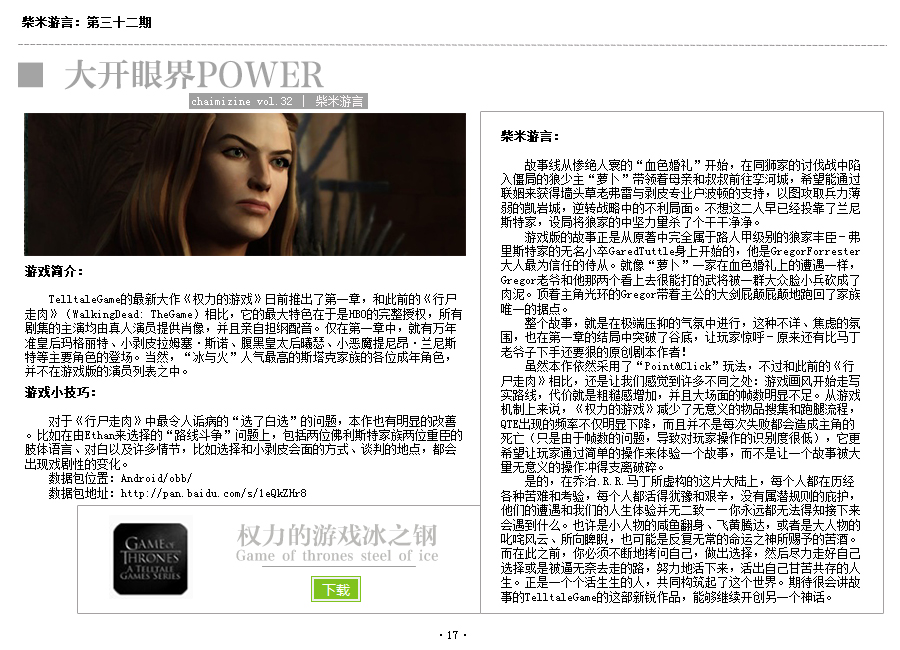 柴米游言：第三十二期
大开眼界POWER
chaimizine vol.32 | 柴米游言
游戏简介：
TelltaleGame的最新大作《权力的游戏》日前推出了第一章，和此前的《行尸
走肉》（WalkingDead：TheGame）相比，它的最大特色在于是HBO的完整授权，所有
剧集的主演均由真人演员提供肖像，并且亲自担纲配音。仅在第一章中，就有万年
准皇后玛格丽特、小剥皮拉姆塞·斯诺、腹黑皇太后瞒瑟、小恶魔提尼昂·兰尼斯
特等主要角色的登场。当然，“冰与火”人气最高的斯塔克家族的各位成年角色，
并不在游戏版的演员列表之中。
游戏小技巧：
对于《行尸走肉》中最令人诟病的“选了白选”的问题，本作也有明显的改善
。比如在由Ethan来选择的“路线斗争”问题上，包括两位佛利斯特家族两位重臣的
肢体语言、对白以及许多情节，比如选择和小剥皮会面的方式、谈判的地点，都会
出现戏剧性的变化。
数据包位置：Android/obb/
数据包地址：http://pan.baidu.com/s/1eQkZHr8
GAME OF THRONES
A TELLTALE
GAMES SERIES
权力的游戏冰之钢
Game of thrones steel of ice
下载
柴米游言：
故事线从惨绝人寰的“血色婚礼”开始，在同狮家的讨伐战中陷
入僵局的狼少主“萝卜”带领着母亲和叔叔前往孪河城，希望能通过
联姻来获得墙头草老弗雷与剥皮专业户波顿的支持，以图攻取兵力薄
弱的凯岩城，逆转战略中的不利局面。不想这二人早已经投靠了兰尼
斯特家，设局将狼家的中坚力量杀了个干干净净。
游戏版的故事正是从原著中完全属于路人甲级别的狼家丰臣－弗
里斯特家的无名小卒GaredTuttle身上开始的，他是GregorForrester
大人最为信任的侍从。就像“萝卜”一家在血色婚礼上的遭遇一样，
Gregor老爷和他那两个看上去很能打的武将被一群大众脸小兵砍成了
肉泥。顶着主角光环的Gregor带着主公的大剑屁颠屁颠地跑回了家族
唯一的据点。
整个故事，就是在极端压抑的气氛中进行，这种不详、焦虑的氛
围，也在第一章的结局中突破了谷底，让玩家惊呼－原来还有比马丁
老爷子下手还要很的原创剧本作者！
虽然本作依然采用了“Point&Click”玩法，不过和此前的《行
尸走肉》相比，还是让我们感觉到许多不同之处：游戏画风开始走写
实路线，代价就是粗糙感增加，并且大场面的帧数明显不足。从游戏
机制上来说，《权力的游戏》减少了无意义的物品搜集和跑腿流程，
QTE出现的频率不仅明显下降，而且并不是每次失败都会造成主角的
死亡（只是由于帧数的问题，导致对玩家操作的识别度很低），它更
希望让玩家通过简单的操作来体验一个故事，而不是让一个故事被大
量无意义的操作冲得支离破碎。
是的，在乔治.R.R.马丁所虚构的这片大陆上，每个人都在历经
各种苦难和考验，每个人都活得犹豫和艰辛，没有属潜规则的庇护，
他们的遭遇和我们的人生体验并无二致－－你永远都无法得知接下来
会遇到什么。也许是小人物的咸鱼翻身、飞黄腾达，或者是大人物的
叱咤风云、所向睥睨，也可能是反复无常的命运之神所赐予的苦酒。
而在此之前，你必须不断地拷问自己，做出选择，然后尽力走好自己
选择或是被逼无奈去走的路，努力地活下来，活出自己甘苦共存的人
生。正是一个个活生生的人，共同构筑起了这个世界。期待很会讲故
事的TelltaleGame的这部新锐作品，能够继续开创另一个神话。
·17·